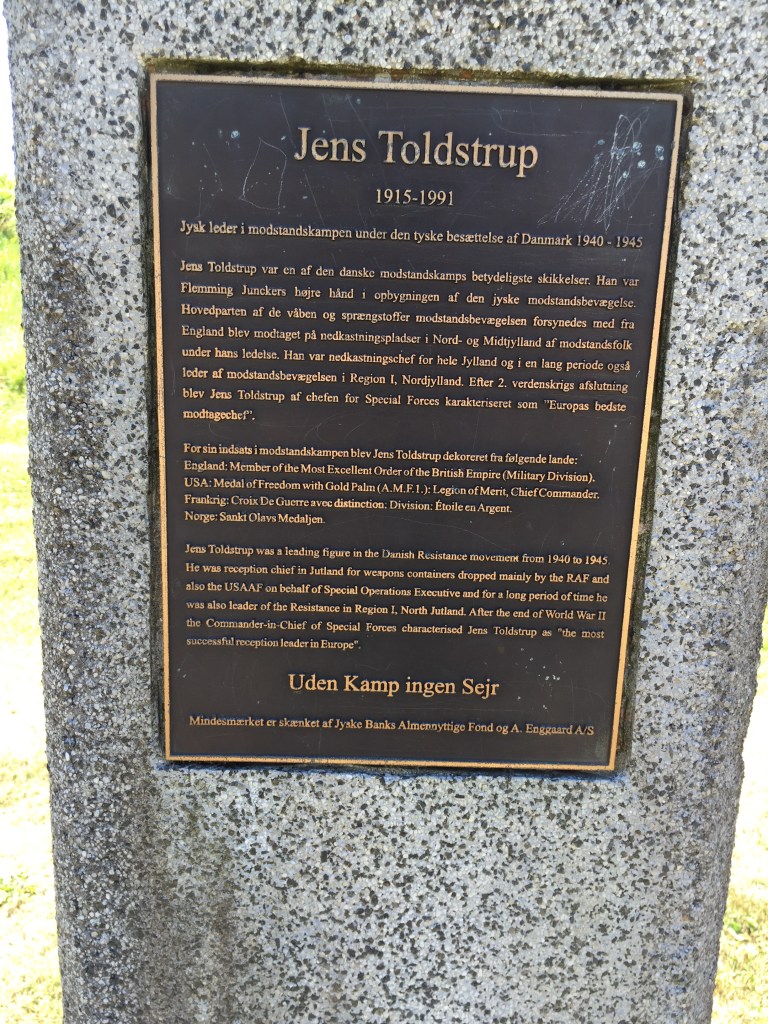 Jens Toldstrup
1915-1991
Jysk leder i modstandskampen under den tyske besættelse af Danmark 1940 - 1945
Jens Toldstrup var en af den danske modstandskamps betydeligste skikkelser. Han var
Flemming Junckers højre hånd i opbygningen af den jyske modstandsbevægelse.
Hovedparten af de våben og sprængstoffer modstandsbevægelsen forsynedes med fra
England blev modtaget på nedkastningspladser i Nord- og Midtjylland af modstandsfolk
under hans ledelse. Han var nedkastningschef for hele Jylland og i en lang periode også
leder af modstandsbevægelsen i Region I, Nordjylland. Efter 2. verdenskrigs afslutning
blev Jens Toldstrup af chefen for Special Forces karakteriseret som "Europas bedste
modtagechef".
For sin indsats i modstandskampen blev Jens Toldstrup dekoreret fra følgende lande:
England: Member of the Most Excellent Order of the British Empire (Military Division).
USA: Medal of Freedom with Gold Palm (A.M.F.1.): Legion of Merit, Chief Commander.
Frankrig: Croix De Guerre avec distinction: Division: Étoile en Argent.
Norge: Sankt Olavs Medaljen.
Jens Toldstrup was a leading figure in the Danish Resistance movement from 1940 to 1945.
He was reception chief in Jutland for weapons containers dropped mainly by the RAF and
also the USAAF on behalf of Special Operations Executive and for a long period of time he
was also leader of the Resistance in Region I, North Jutland. After the end of World War II
the Commander-in-Chief of Special Forces characterised Jens Toldstrup as "the most
successful reception leader in Europe".
Uden Kamp ingen Sejr
Mindesmærket er skænket af Jyske Banks Almennyttige Fond og A. Enggaard A/S